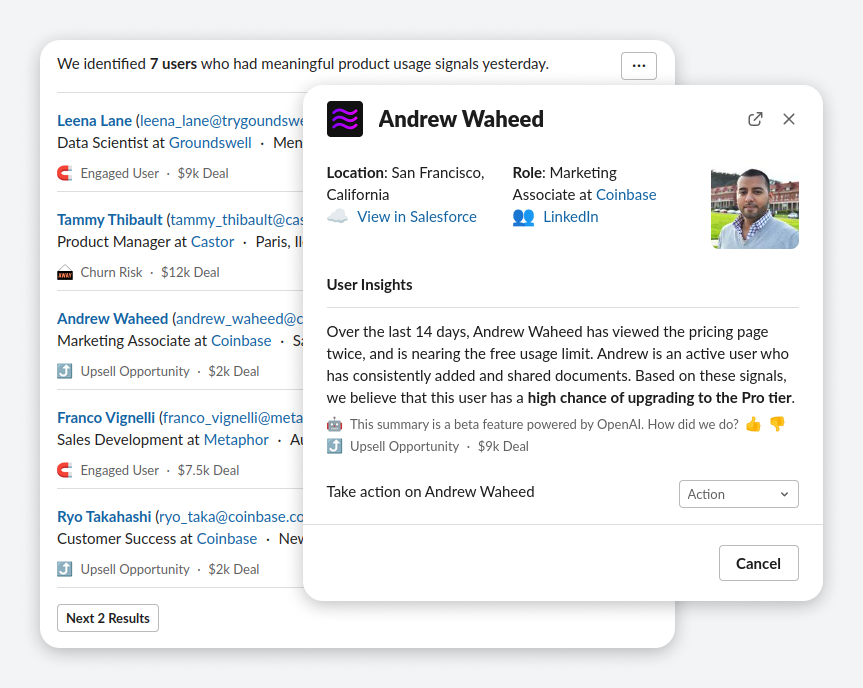 We identified 7 users who had meaningful product usage signals yesterday.
Leena Lane (leena_lane@trygoundswe
Data Scientist at Groundswell · Men
Engaged User · $9k Deal
Tammy Thibault (tammy_thibault@cas
Product Manager at Castor · Paris, Il
AWAY
Churn Risk · $12k Deal
Andrew Waheed (andrew_waheed@c
Marketing Associate at Coinbase · Sa
Upsell Opportunity · $2k Deal
Franco Vignelli (franco_vignelli@meta
Sales Development at Metaphor · Au
Engaged User · $7.5k Deal
Ryo Takahashi (ryo_taka@coinbase.co
Customer Success at Coinbase · New
Upsell Opportunity · $2k Deal
Next 2 Results
Andrew Waheed
Location: San Francisco,
California
View in Salesforce
Role: Marketing
Associate at Coinbase
LinkedIn
User Insights
Over the last 14 days, Andrew Waheed has viewed the pricing page
twice, and is nearing the free usage limit. Andrew is an active user who
has consistently added and shared documents. Based on these signals,
we believe that this user has a high chance of upgrading to the Pro tier.
This summary is a beta feature powered by OpenAI. How did we do?
Upsell Opportunity · $9k Deal
Take action on Andrew Waheed
Action
Cancel